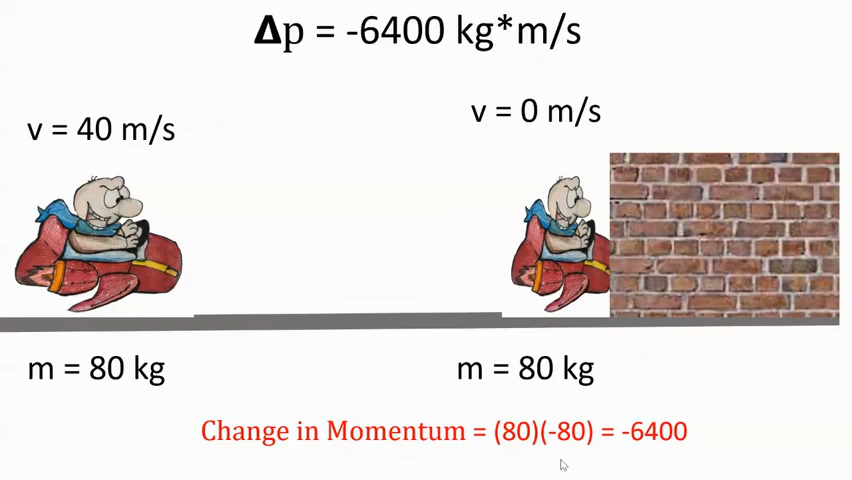 Δp = -6400 kg*m/s
v = 40 m/s
v = 0 m/s
m = 80 kg
m = 80 kg
Change in Momentum = (80)(-80) = -6400